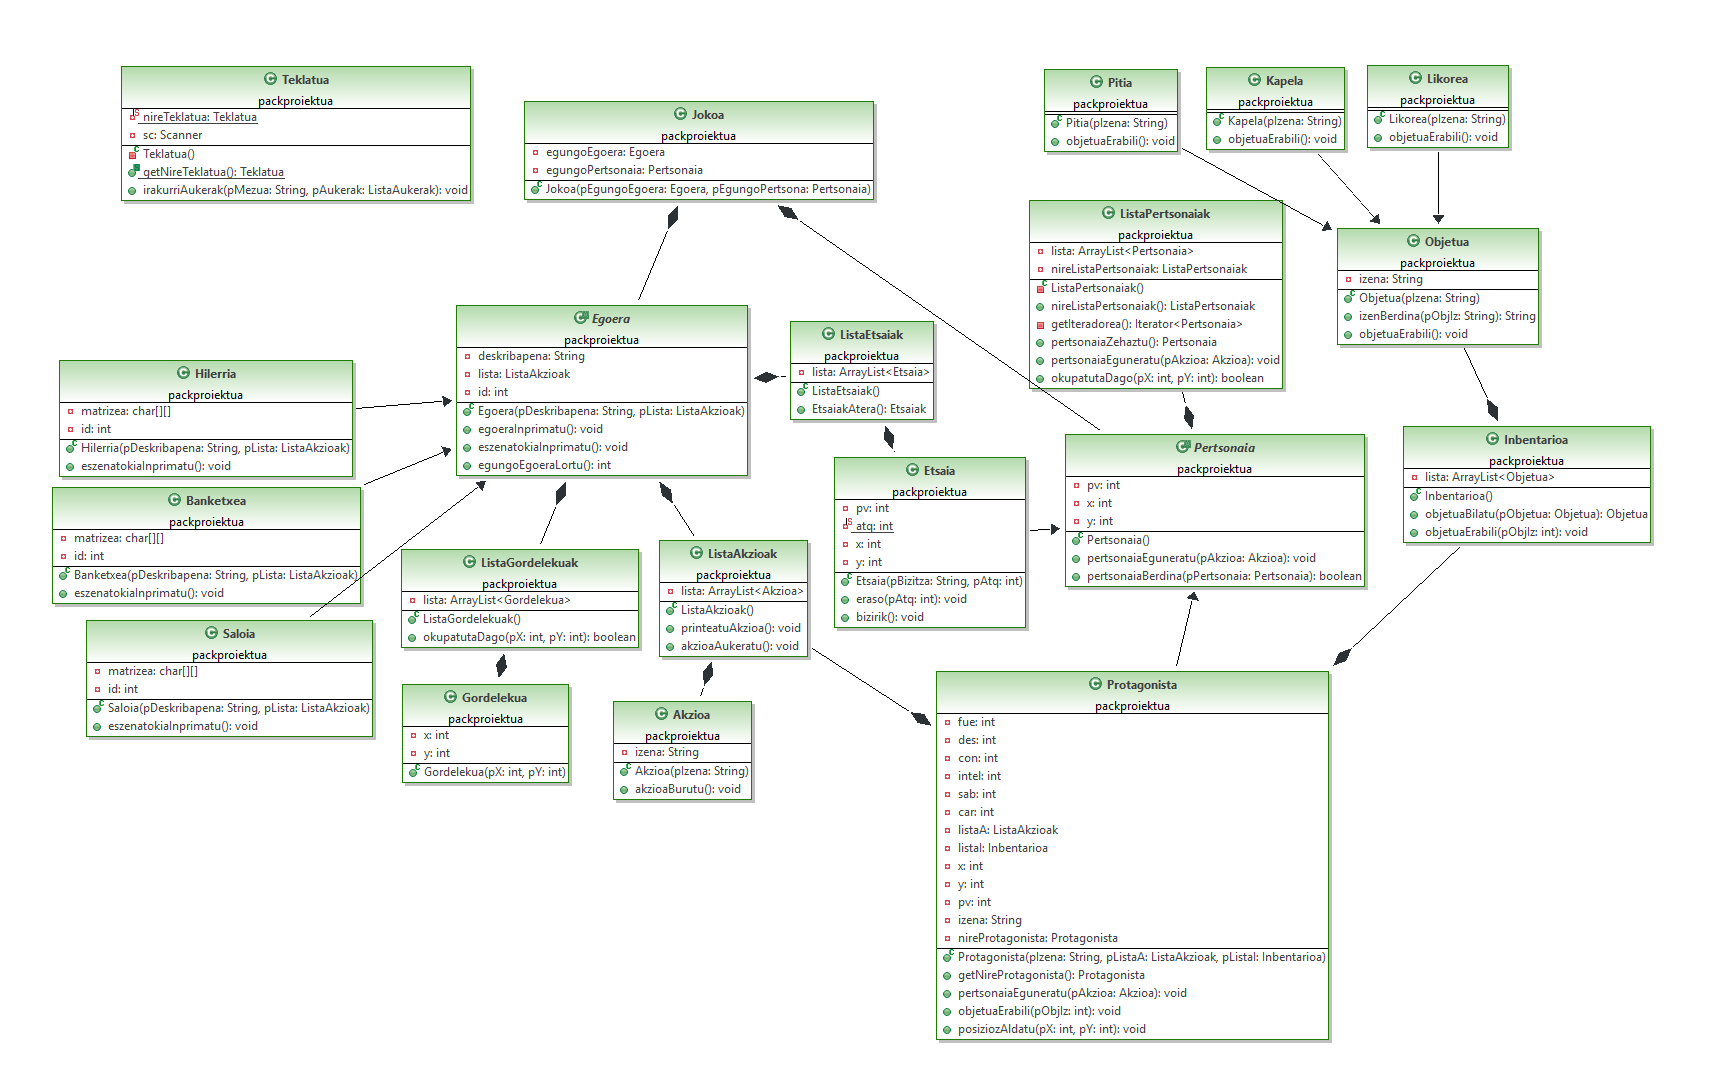 Teklatua
packproiektua
nireTeklatua: Teklatua
sc: Scanner
Teklatua()
getNireTeklatua(): Teklatua
irakurriAukerak(pMezua: String, pAukerak: ListaAukerak): void
Jokoa
packproiektua
egungoEgoera: Egoera
egungoPertsonaia: Pertsonaia
Jokoa(pEgungoEgoera: Egoera, pEgungoPertsona: Pertsonaia)
Pitia
packproiektua
Pitia(pIzena: String)
objetuaErabili(): void
Kapela
packproiektua
Kapela(pIzena: String)
objetuaErabili(): void
Likorea
packproiektua
Likorea(pIzena: String)
objetuaErabili(): void
ListaPertsonaiak
packproiektua
lista: ArrayList<Pertsonaia>
nireListaPertsonaiak: ListaPertsonaiak
ListaPertsonaiak()
nireListaPertsonaiak(): ListaPertsonaiak
getIteradorea(): Iterator<Pertsonaia>
pertsonaiaZehaztu(): Pertsonaia
pertsonaiaEguneratu(pAkzioa: Akzioa): void
okupatutaDago(pX: int, pY: int): boolean
Objetua
packproiektua
izena: String
Objetua(pIzena: String)
izenBerdina(pObjIz: String): String
objetuaErabili(): void
Egoera
packproiektua
deskribapena: String
lista: ListaAkzioak
id: int
Egoera(pDeskribapena: String, pLista: ListaAkzioak)
egoeraInprimatu(): void
eszenatokiaInprimatu(): void
egungoEgoeraLortu(): int
ListaEtsaiak
packproiektua
lista: ArrayList<Etsaia>
ListaEtsaiak()
EtsaiakAtera(): Etsaiak
Hilerria
packproiektua
matrizea: char[][]
id: int
Hilerria(pDeskribapena: String, pLista: ListaAkzioak)
eszenatokiaInprimatu(): void
Banketxea
packproiektua
matrizea: char[][]
id: int
Banketxea(pDeskribapena: String, pLista: ListaAkzioak)
eszenatokiaInprimatu(): void
Saloia
packproiektua
matrizea: char[][]
id: int
Saloia(pDeskribapena: String, pLista: ListaAkzioak)
eszenatokiaInprimatu(): void
Etsaia
packproiektua
pv: int
atq: int
x: int
y: int
Etsaia(pBizitza: String, pAtq: int)
eraso(pAtq: int): void
bizirik(): void
Pertsonaia
packproiektua
pv: int
x: int
y: int
Pertsonaia()
pertsonaiaEguneratu(pAkzioa: Akzioa): void
pertsonaiaBerdina(pPertsonaia: Pertsonaia): boolean
Inbentarioa
packproiektua
lista: ArrayList<Objetua>
Inbentarioa()
objetuaBilatu(pObjetua: Objetua): Objetua
objetuaErabili(pObjIz: int): void
ListaGordelekuak
packproiektua
lista: ArrayList<Gordelekua>
ListaGordelekuak()
okupatutaDago(pX: int, pY: int): boolean
ListaAkzioak
packproiektua
lista: ArrayList<Akzioa>
ListaAkzioak()
printeatuAkzioa(): void
akzioaAukeratu(): void
Gordelekua
packproiektua
x: int
y: int
Gordelekua(pX: int, pY: int)
Akzioa
packproiektua
izena: String
Akzioa(pIzena: String)
akzioaBurutu(): void
Protagonista
packproiektua
fue: int
des: int
con: int
intel: int
sab: int
car: int
listaA: ListaAkzioak
listaI: Inbentarioa
x: int
y: int
pv: int
izena: String
nireProtagonista: Protagonista
Protagonista(pIzena: String, pListaA: ListaAkzioak, pListaI: Inbentarioa)
getNireProtagonista(): Protagonista
pertsonaiaEguneratu(pAkzioa: Akzioa): void
objetuaErabili(pObjIz: int): void
posiziozAldatu(pX: int, pY: int): void